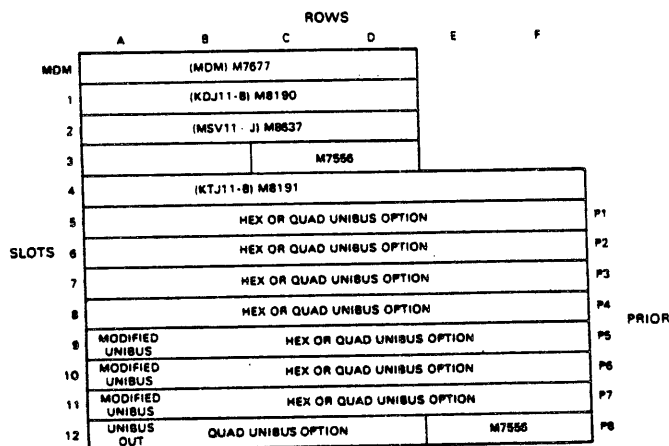 ROWS
A B C D E F
MDM (MDM) M7677
1 (KDJ11-B) M8190
2 (MSV11 - J) M8637
3 M7556
4 (KTJ11-B) M8191
5 HEX OR QUAD UNIBUS OPTION P1
SLOTS 6 HEX OR QUAD UNIBUS OPTION P2
7 HEX OR QUAD UNIBUS OPTION P3
8 HEX OR QUAD UNIBUS OPTION P4
PRIOR
9 MODIFIED UNIBUS HEX OR QUAD UNIBUS OPTION P5
10 MODIFIED UNIBUS HEX OR QUAD UNIBUS OPTION P6
11 MODIFIED UNIBUS HEX OR QUAD UNIBUS OPTION P7
12 UNIBUS OUT QUAD UNIBUS OPTION M7556 P8